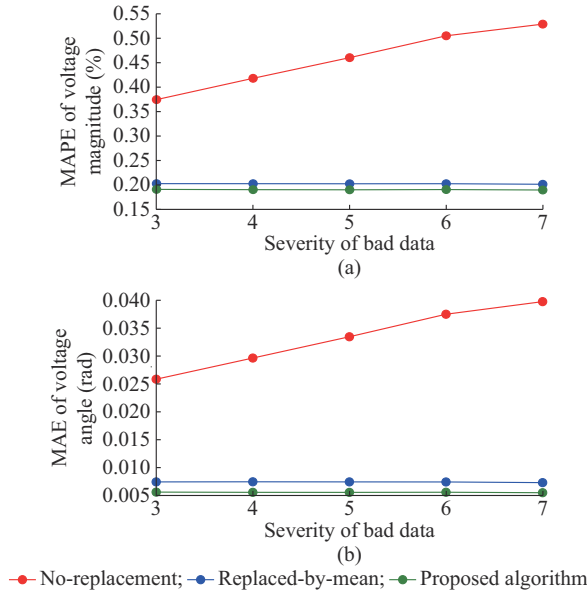 0.55
0.50
0.45
0.40
0.35
0.30
0.25
0.20
0.15
MAPE of voltage
magnitude (%)
3 4 5 6 7
Severity of bad data
(a)
0.040
0.035
0.030
0.025
0.020
0.015
0.010
0.005
MAE of voltage
angle (rad)
3 4 5 6 7
Severity of bad data
(b)
No-replacement; Replaced-by-mean; Proposed algorithm